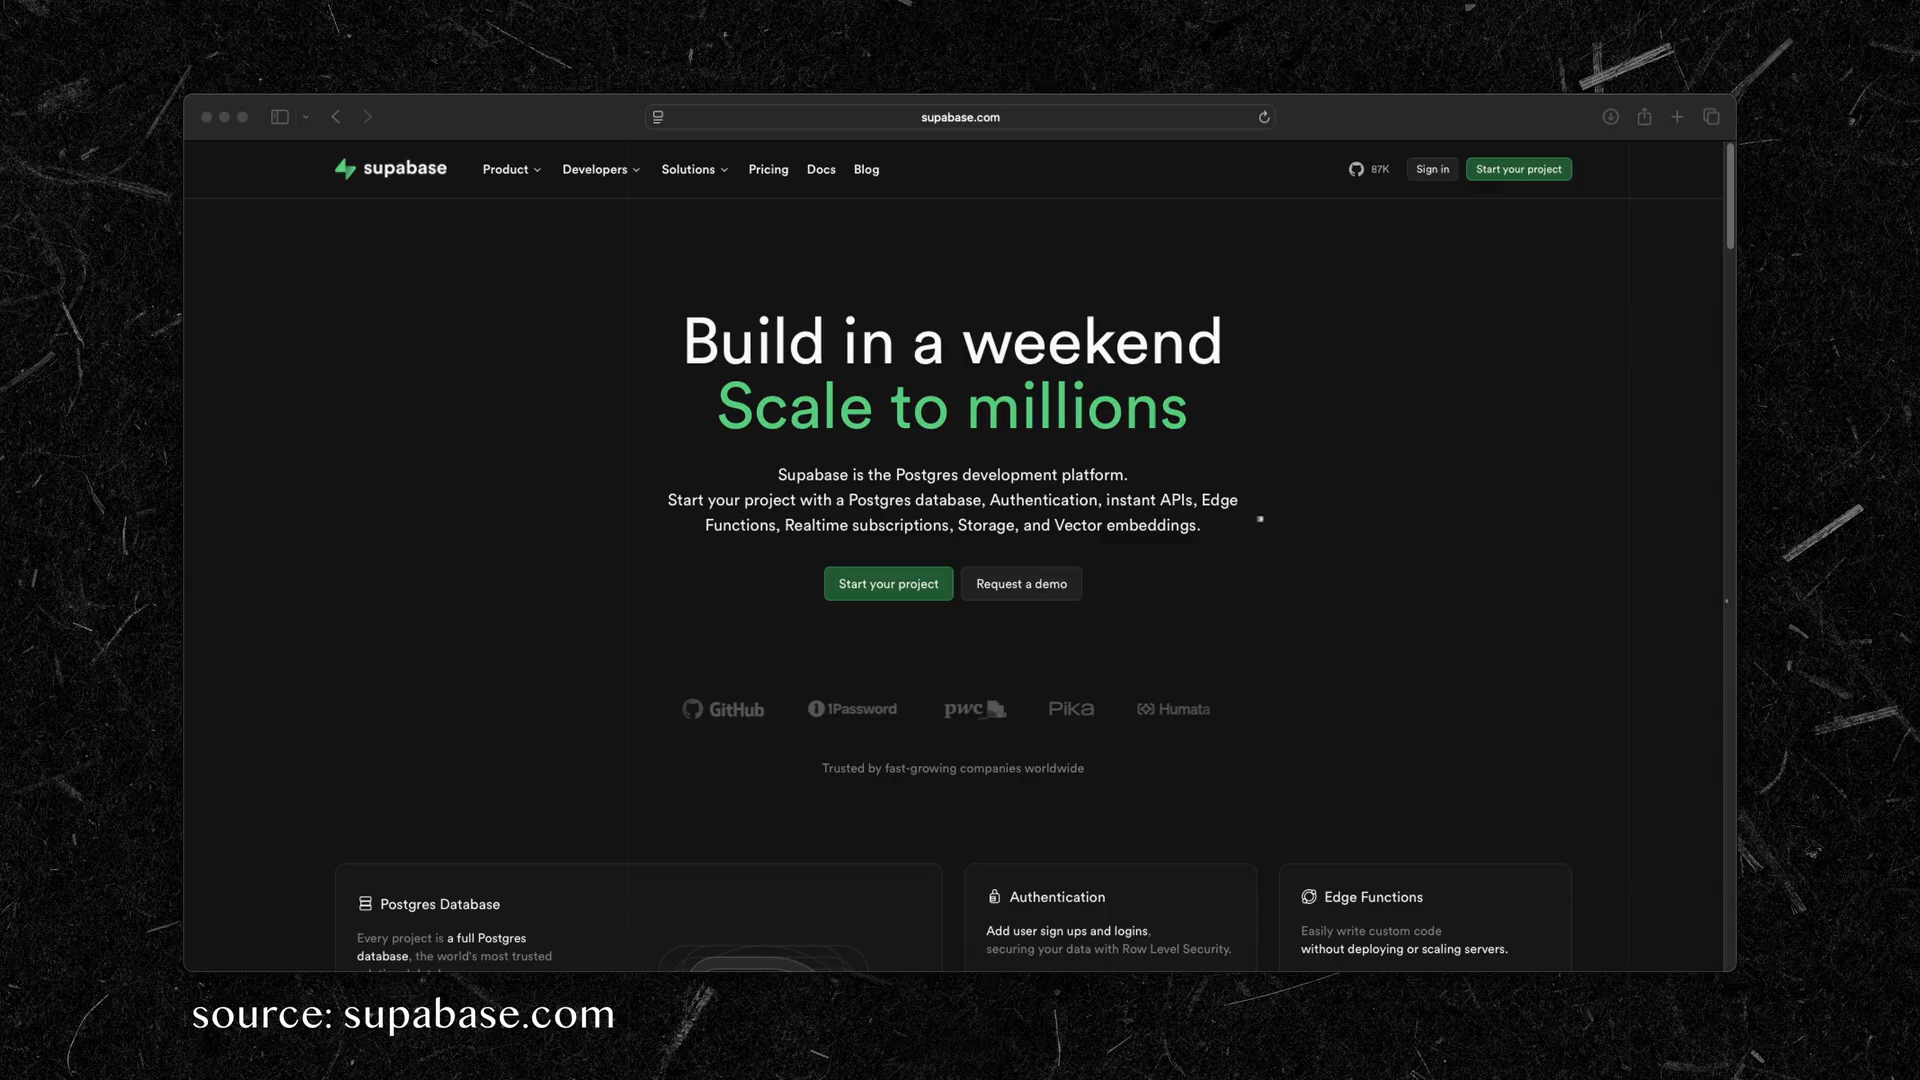 supabase.com
supabase Product Developers Solutions Pricing Docs Blog 87K Sign in Start your project
Build in a weekend
Scale to millions
Supabase is the Postgres development platform.
Start your project with a Postgres database, Authentication, instant APIs, Edge
Functions, Realtime subscriptions, Storage, and Vector embeddings.
Start your project Request a demo
GitHub 1Password pwc Pika Humata
Trusted by fast-growing companies worldwide
Postgres Database
Every project is a full Postgres
database, the world's most trusted
Authentication
Add user sign ups and logins,
securing your data with Row Level Security.
Edge Functions
Easily write custom code
without deploying or scaling servers.
source: supabase.com